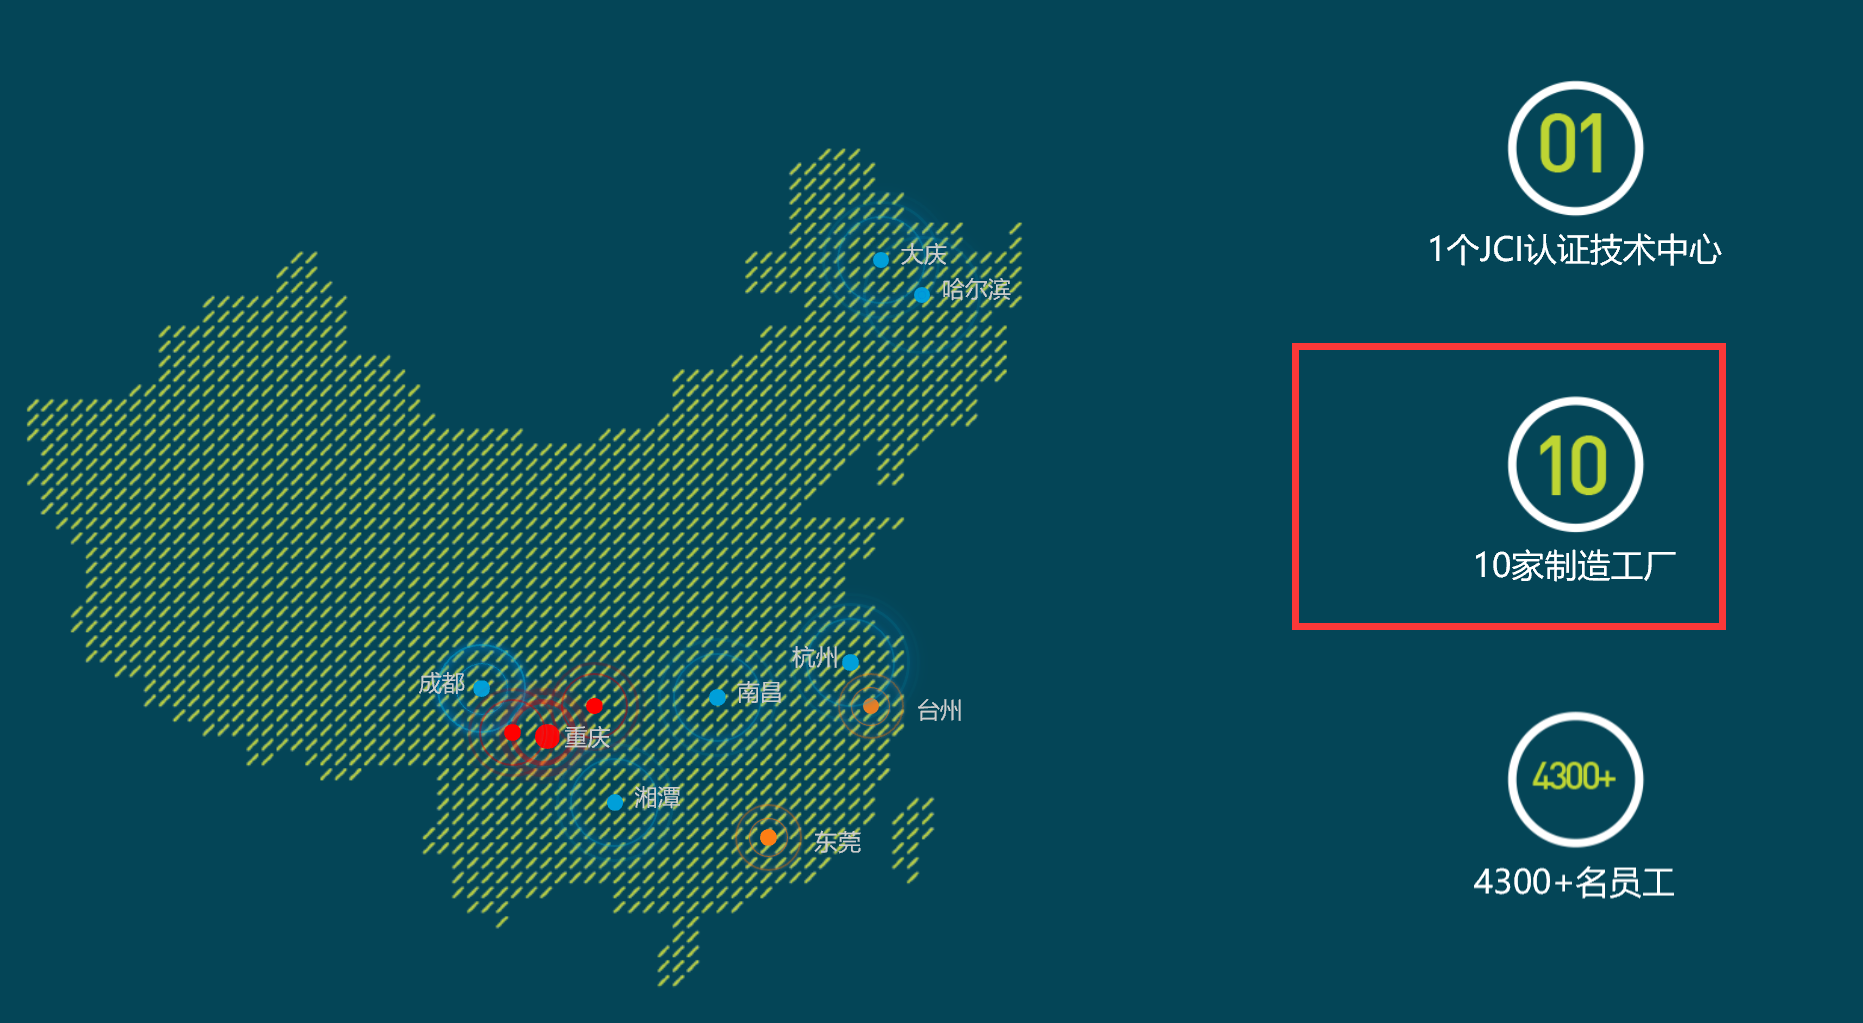 大庆
哈尔滨
杭州
成都
南昌
台州
重庆
湘潭
东莞
01
1个JCI认证技术中心
10
10家制造工厂
4300+
4300+名员工